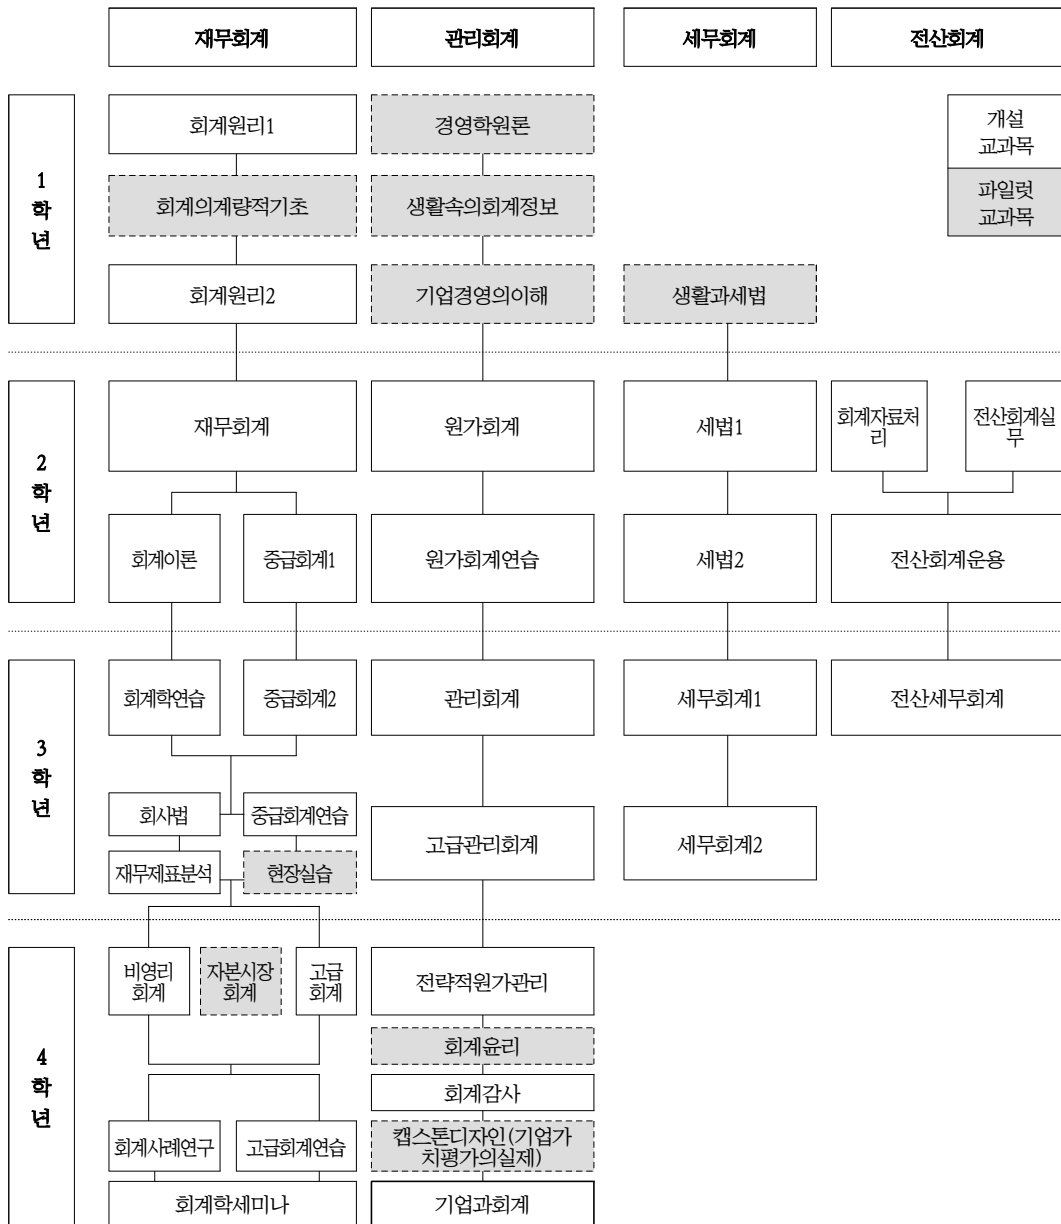 재무회계
관리회계
세무회계
전산회계
1
학
년
회계원리1
경영학원론
개설
교과목
회계의계량적기초
생활속의회계정보
파일럿
교과목
회계원리2
기업경영의이해
생활과세법
2
학
년
재무회계
원가회계
세법1
회계자료처
리
전산회계실
무
회계이론
중급회계1
원가회계연습
세법2
전산회계운용
3
학
년
회계학연습
중급회계2
관리회계
세무회계1
전산세무회계
회사법
중급회계연습
고급관리회계
세무회계2
재무제표분석
현장실습
4
학
년
비영리
회계
자본시장
회계
고급
회계
전략적원가관리
회계윤리
회계감사
회계사례연구
고급회계연습
캡스톤디자인(기업가
치평가의실제)
회계학세미나
기업과회계